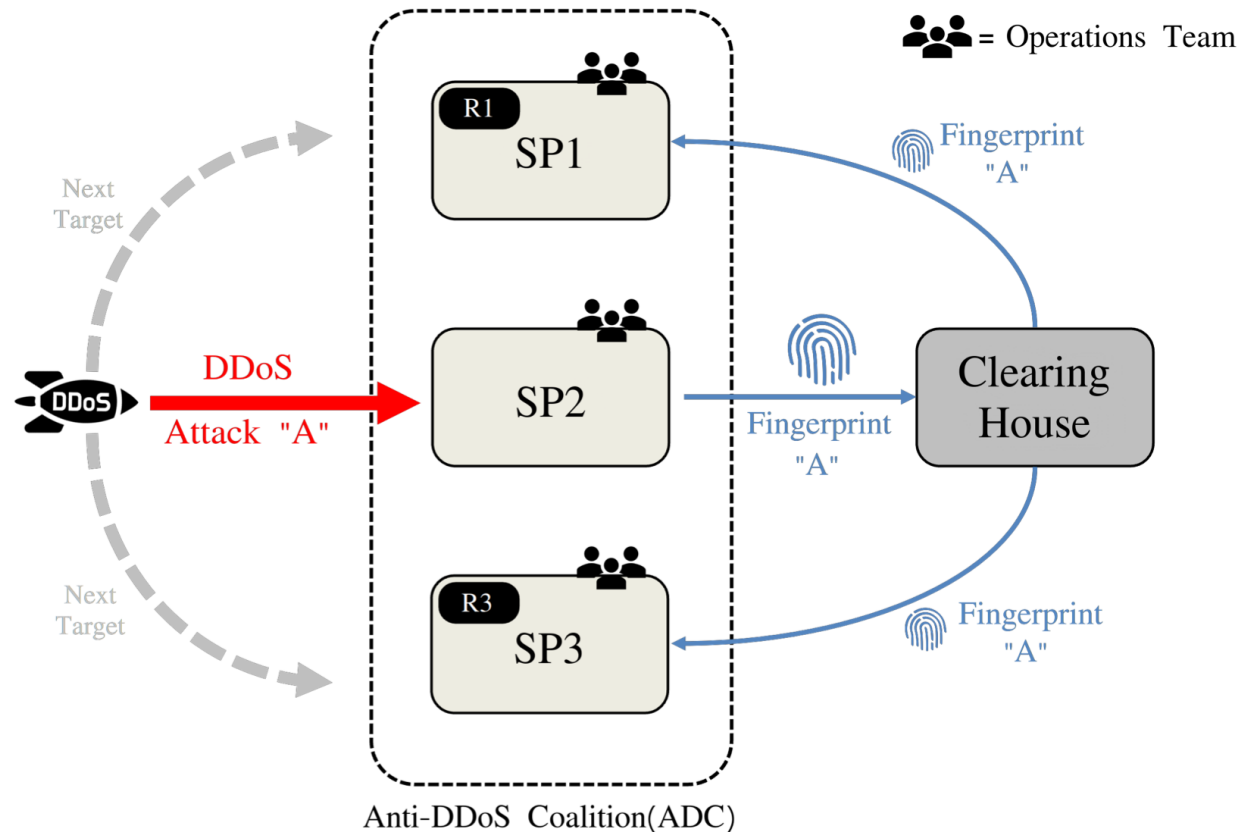 = Operations Team
R1
SP1
Fingerprint
"A"
Next
Target
DDoS
DDoS
Attack "A"
SP2
Fingerprint
"A"
Clearing
House
Next
Target
R3
SP3
Fingerprint
"A"
Anti-DDoS Coalition(ADC)